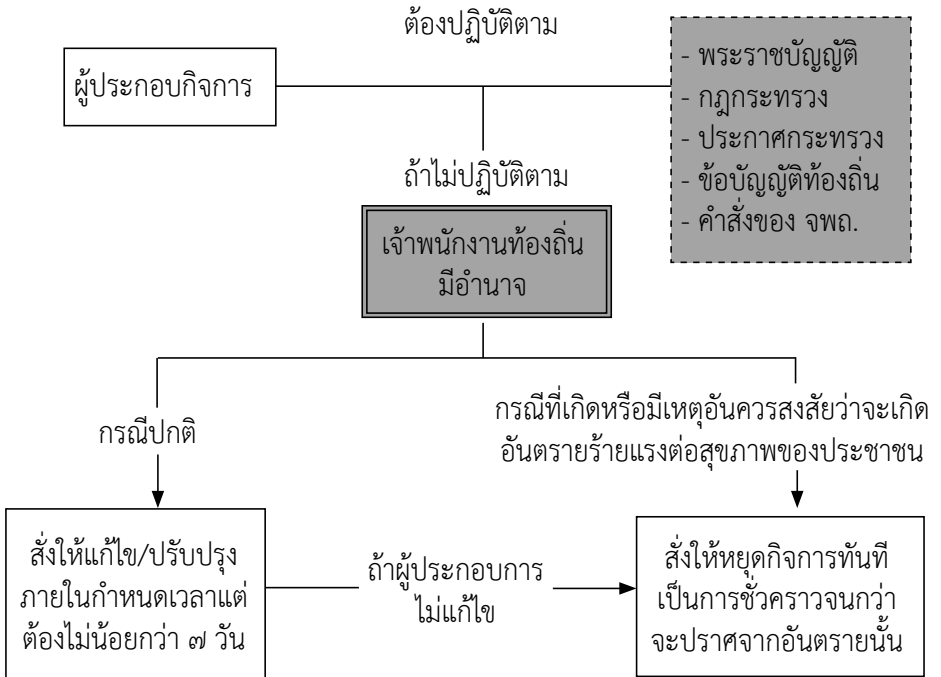 ต้องปฏิบัติตาม
ผู้ประกอบกิจการ
- พระราชบัญญัติ
- กฎกระทรวง
- ประกาศกระทรวง
- ข้อบัญญัติท้องถิ่น
- คำสั่งของ จพถ.
ถ้าไม่ปฏิบัติตาม
เจ้าพนักงานท้องถิ่น
มีอำนาจ
กรณีปกติ
กรณีที่เกิดหรือมีเหตุอันควรสงสัยว่าจะเกิด
อันตรายร้ายแรงต่อสุขภาพของประชาชน
สั่งให้แก้ไข/ปรับปรุง
ภายในกำหนดเวลาแต่
ต้องไม่น้อยกว่า ๗ วัน
ถ้าผู้ประกอบการ
ไม่แก้ไข
สั่งให้หยุดกิจการทันที
เป็นการชั่วคราวจนกว่า
จะปราศจากอันตรายนั้น